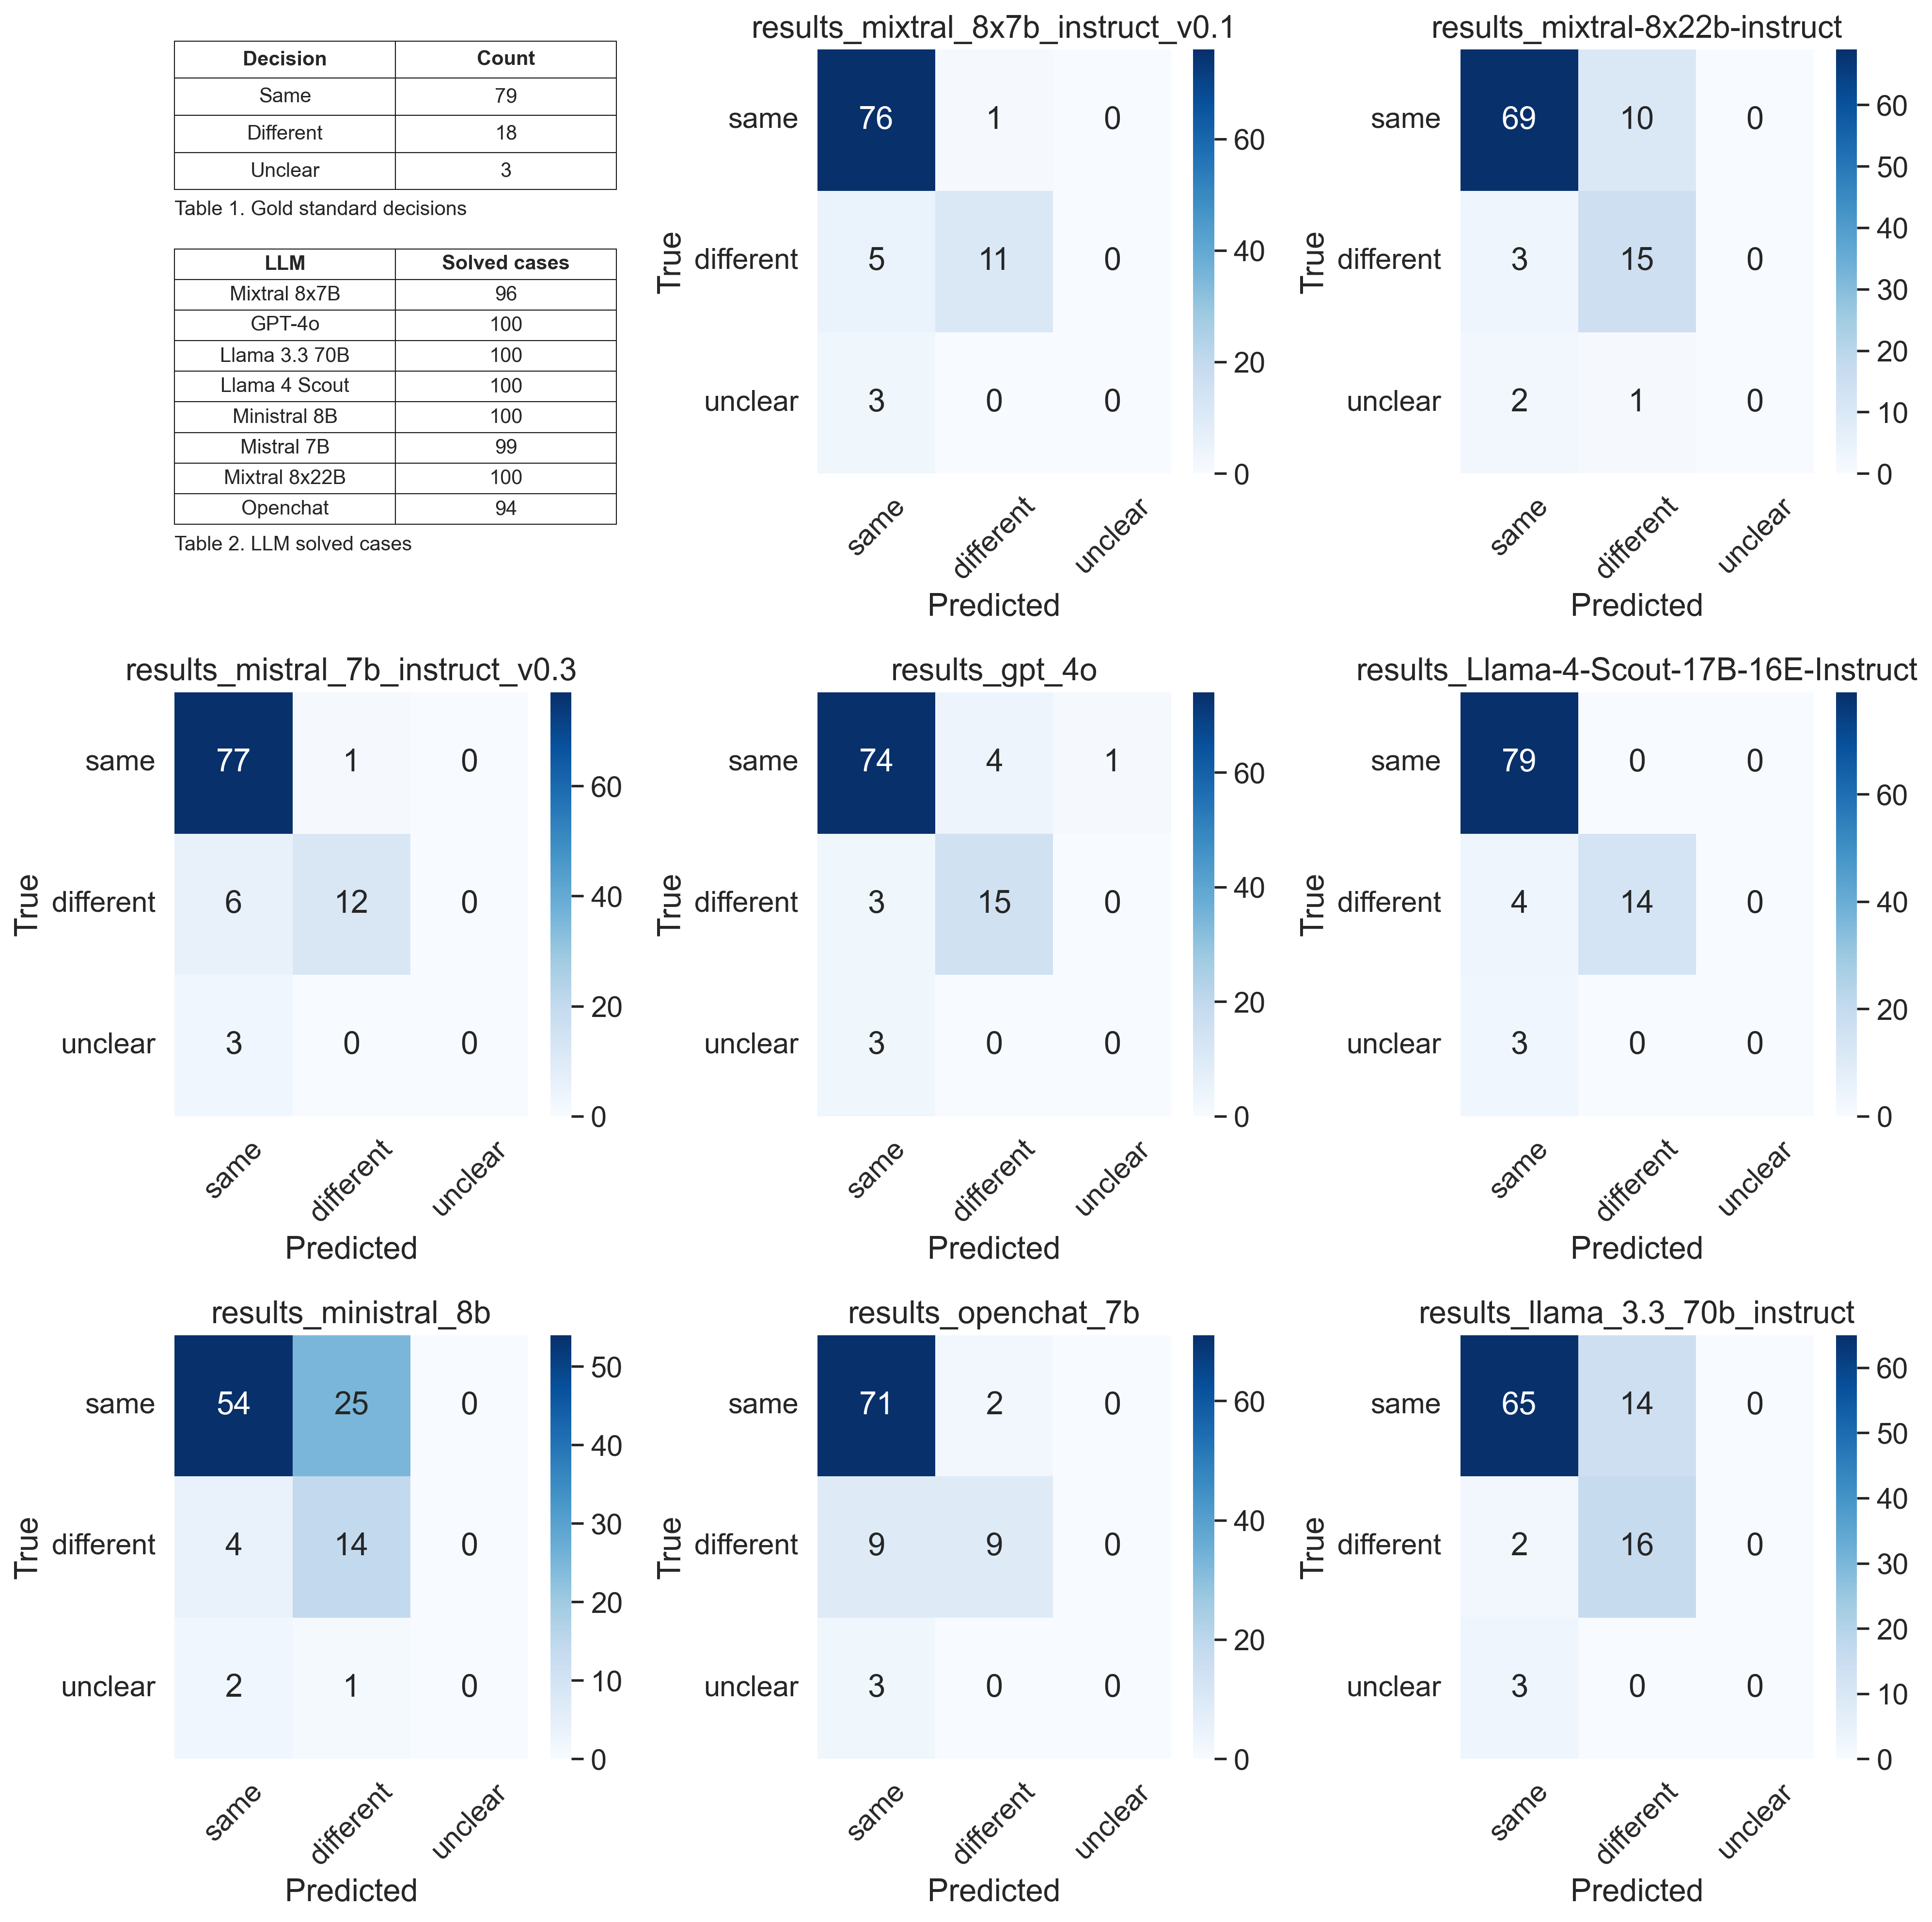 Decision Count
Same 79
Different 18
Unclear 3
Table 1. Gold standard decisions
LLM Solved cases
Mixtral 8x7B 96
GPT-4o 100
Llama 3.3 70B 100
Llama 4 Scout 100
Ministral 8B 100
Mistral 7B 99
Mixtral 8x22B 100
Openchat 94
Table 2. LLM solved cases
results_mixtral_8x7b_instruct_v0.1
True
same 76 1 0
different 5 11 0
unclear 3 0 0
same different unclear
Predicted
60
40
20
0
results_mixtral-8x22b-instruct
True
same 69 10 0
different 3 15 0
unclear 2 1 0
same different unclear
Predicted
60
50
40
30
20
10
0
results_mistral_7b_instruct_v0.3
True
same 77 1 0
different 6 12 0
unclear 3 0 0
same different unclear
Predicted
60
40
20
0
results_gpt_4o
True
same 74 4 1
different 3 15 0
unclear 3 0 0
same different unclear
Predicted
60
40
20
0
results_Llama-4-Scout-17B-16E-Instruct
True
same 79 0 0
different 4 14 0
unclear 3 0 0
same different unclear
Predicted
60
40
20
0
results_ministral_8b
True
same 54 25 0
different 4 14 0
unclear 2 1 0
same different unclear
Predicted
50
40
30
20
10
0
results_openchat_7b
True
same 71 2 0
different 9 9 0
unclear 3 0 0
same different unclear
Predicted
60
40
20
0
results_llama_3.3_70b_instruct
True
same 65 14 0
different 2 16 0
unclear 3 0 0
same different unclear
Predicted
60
50
40
30
20
10
0